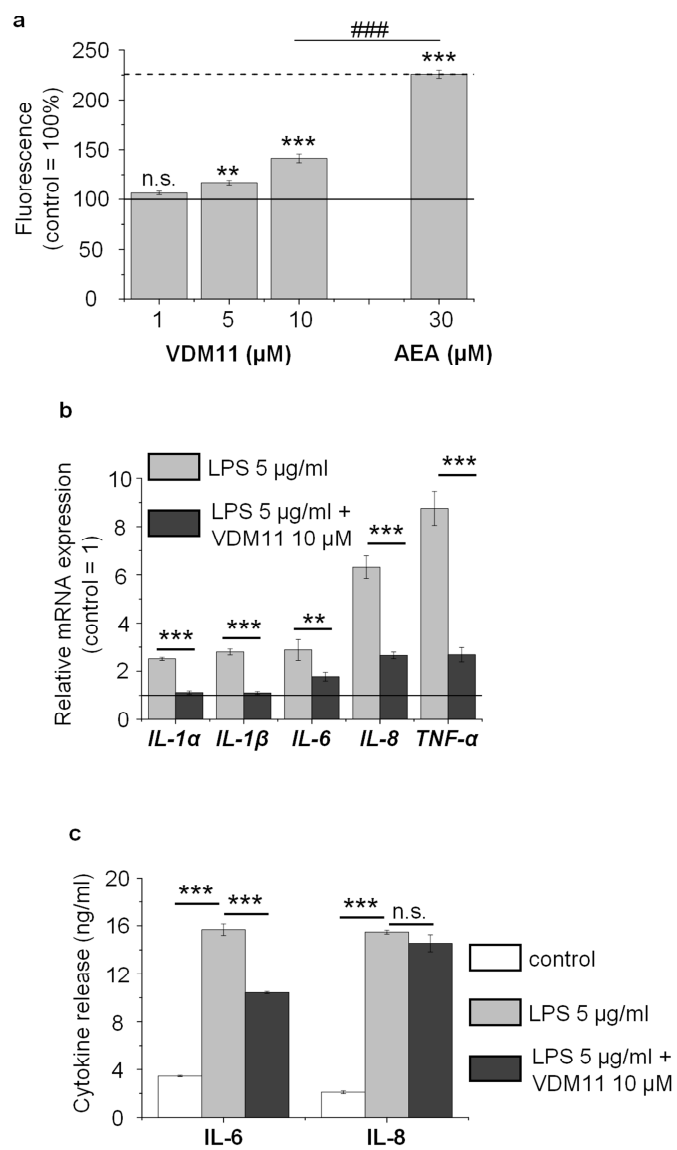 a
###
Fluorescence
(control = 100%)
250
200
150
100
50
0
n.s.
**
***
***
1
5
10
30
VDM11 (µM)
AEA (µM)
b
Relative mRNA expression
(control = 1)
10
8
6
4
2
0
LPS 5 µg/ml
LPS 5 µg/ml +
VDM11 10 µM
***
***
**
***
***
IL-1α
IL-1β
IL-6
IL-8
TNF-α
c
Cytokine release (ng/ml)
20
16
12
8
4
0
***
***
***
n.s.
IL-6
IL-8
control
LPS 5 µg/ml
LPS 5 µg/ml +
VDM11 10 µM